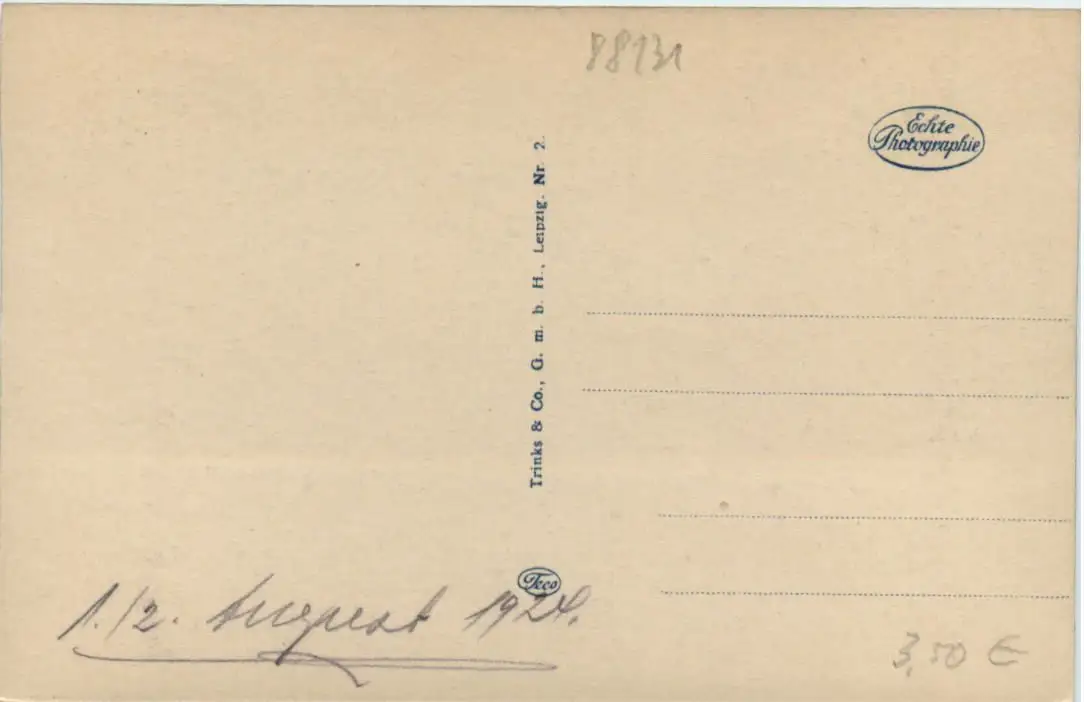 88131
Echte
Photographie
Trinks & Co., G. m. b. H., Leipzig. Nr. 2.
Teco
1./2. August 1924.
3,50 €